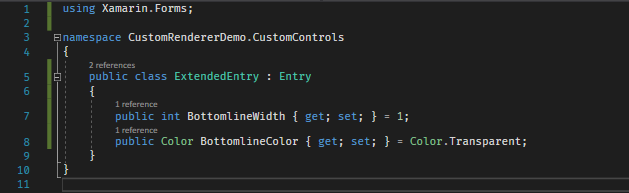 1 using Xamarin.Forms;
2
3 namespace CustomRendererDemo.CustomControls
4 {
2 references
5 public class ExtendedEntry : Entry
6 {
1 reference
7 public int BottomlineWidth { get; set; } = 1;
1 reference
8 public Color BottomlineColor { get; set; } = Color.Transparent;
9 }
10 }
11